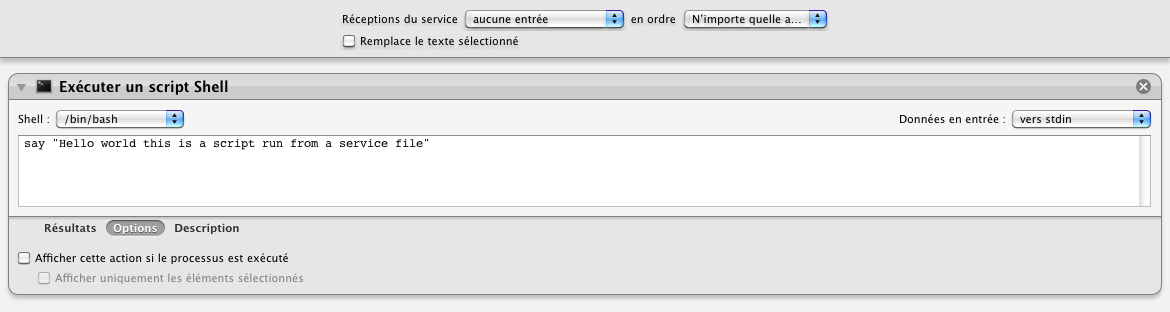 Réceptions du service aucune entrée en ordre N'importe quelle a...
Remplace le texte sélectionné
Exécuter un script Shell
Shell : /bin/bash Données en entrée : vers stdin
say "Hello world this is a script run from a service file"
Résultats Options Description
Afficher cette action si le processus est exécuté
Afficher uniquement les éléments sélectionnés